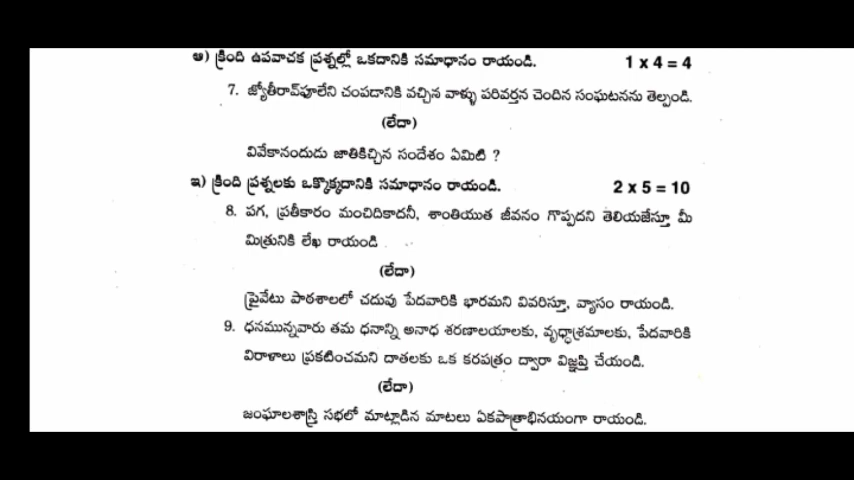 ఆ) క్రింది ఉపవాచక ప్రశ్నల్లో ఒకదానికి సమాధానం రాయండి. 1 x 4 = 4
7. జ్యోతీరావ్‌ఫూలేని చంపడానికి వచ్చిన వాళ్ళు పరివర్తన చెందిన సంఘటనను తెల్పండి.
(లేదా)
వివేకానందుడు జాతికిచ్చిన సందేశం ఏమిటి ?
ఇ) క్రింది ప్రశ్నలకు ఒక్కొక్కదానికి సమాధానం రాయండి. 2 x 5 = 10
8. పగ, ప్రతీకారం మంచిదికాదనీ, శాంతియుత జీవనం గొప్పదని తెలియజేస్తూ మీ
మిత్రునికి లేఖ రాయండి
(లేదా)
ప్రైవేటు పాఠశాలలో చదువు పేదవారికి భారమని వివరిస్తూ, వ్యాసం రాయండి.
9. ధనమున్నవారు తమ ధనాన్ని అనాధ శరణాలయాలకు, వృద్ధాశ్రమాలకు, పేదవారికి
విరాళాలు ప్రకటించమని దాతలకు ఒక కరపత్రం ద్వారా విజ్ఞప్తి చేయండి.
(లేదా)
జంఘాలశాస్త్రి సభలో మాట్లాడిన మాటలు ఏకపాత్రాభినయంగా రాయండి.